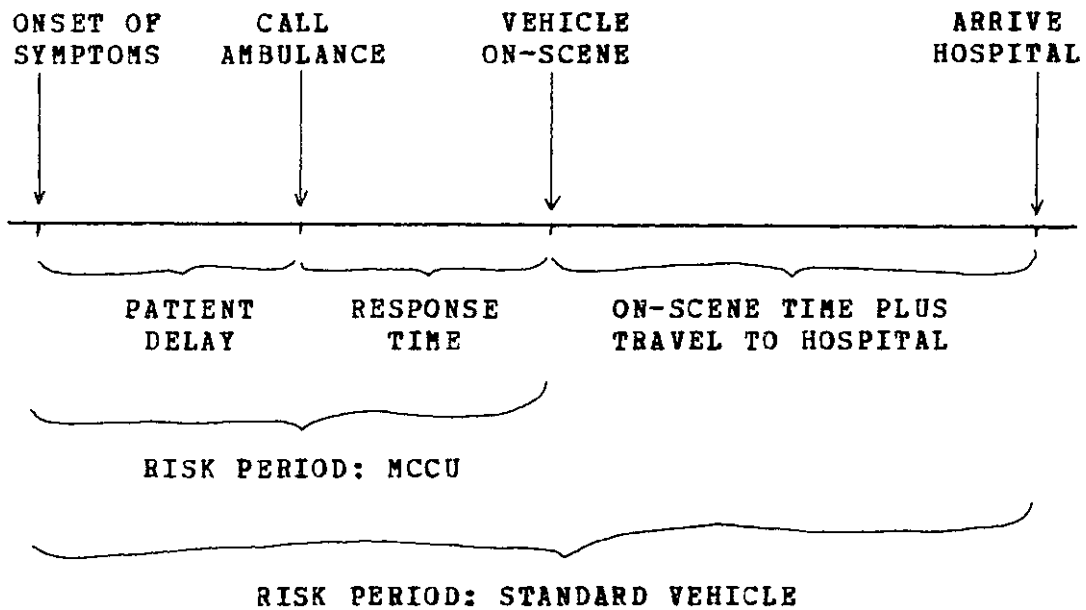 ONSET OF
SYMPTOMS
CALL
AMBULANCE
VEHICLE
ON-SCENE
ARRIVE
HOSPITAL
PATIENT
DELAY
RESPONSE
TIME
ON-SCENE TIME PLUS
TRAVEL TO HOSPITAL
RISK PERIOD: MCCU
RISK PERIOD: STANDARD VEHICLE